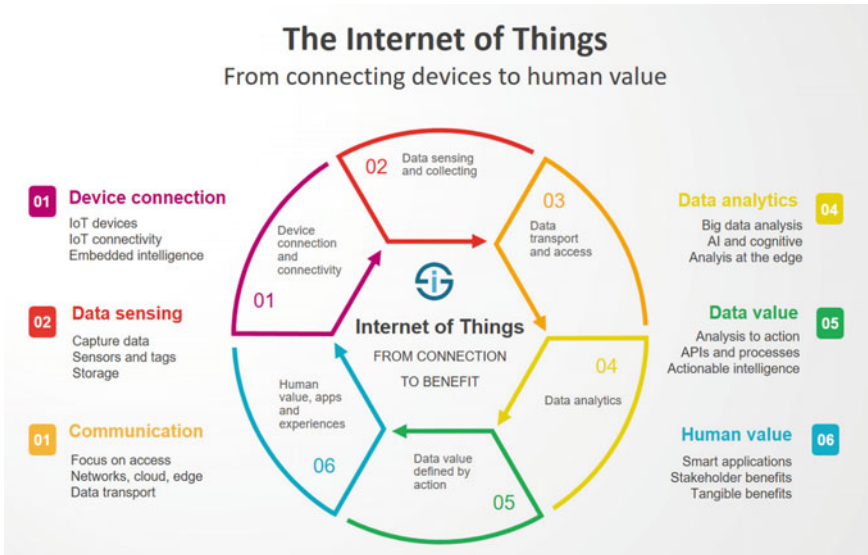 The Internet of Things
From connecting devices to human value
01 Device connection
IoT devices
IoT connectivity
Embedded intelligence
02 Data sensing
Capture data
Sensors and tags
Storage
01 Communication
Focus on access
Networks, cloud, edge
Data transport
01
Device
connection
and
connectivity
02
Data sensing
and collecting
03
Data
transport
and access
04
Data analytics
Data value
defined by
action
05
Human
value, apps
and
experiences
06
Internet of Things
FROM CONNECTION
TO BENEFIT
Data analytics 04
Big data analysis
AI and cognitive
Analyis at the edge
Data value 05
Analysis to action
APIs and processes
Actionable intelligence
Human value 06
Smart applications
Stakeholder benefits
Tangible benefits